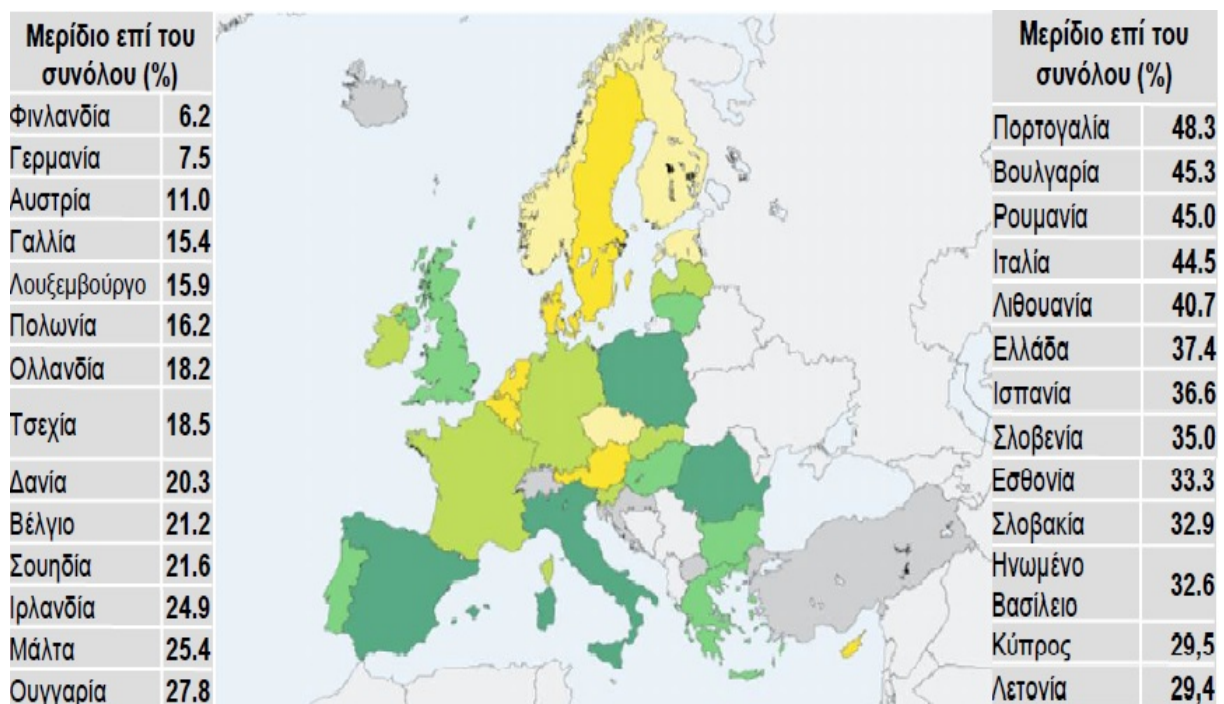 Μερίδιο επί του
συνόλου (%)
Φινλανδία 6.2
Γερμανία 7.5
Αυστρία 11.0
Γαλλία 15.4
Λουξεμβούργο 15.9
Πολωνία 16.2
Ολλανδία 18.2
Τσεχία 18.5
Δανία 20.3
Βέλγιο 21.2
Σουηδία 21.6
Ιρλανδία 24.9
Μάλτα 25.4
Ουγγαρία 27.8
Μερίδιο επί του
συνόλου (%)
Πορτογαλία 48.3
Βουλγαρία 45.3
Ρουμανία 45.0
Ιταλία 44.5
Λιθουανία 40.7
Ελλάδα 37.4
Ισπανία 36.6
Σλοβενία 35.0
Εσθονία 33.3
Σλοβακία 32.9
Ηνωμένο
Βασίλειο 32.6
Κύπρος 29,5
Λετονία 29,4